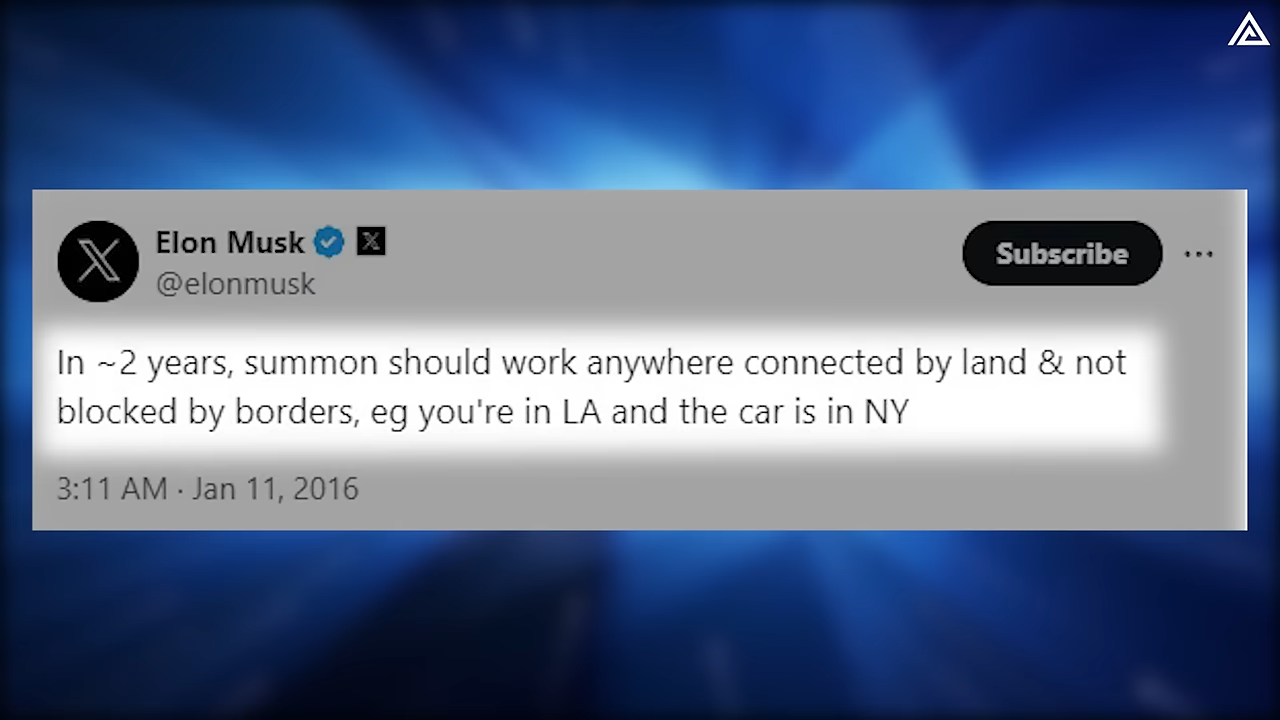 Elon Musk
@elonmusk
Subscribe
In ~2 years, summon should work anywhere connected by land & not
blocked by borders, eg you're in LA and the car is in NY
3:11 AM · Jan 11, 2016